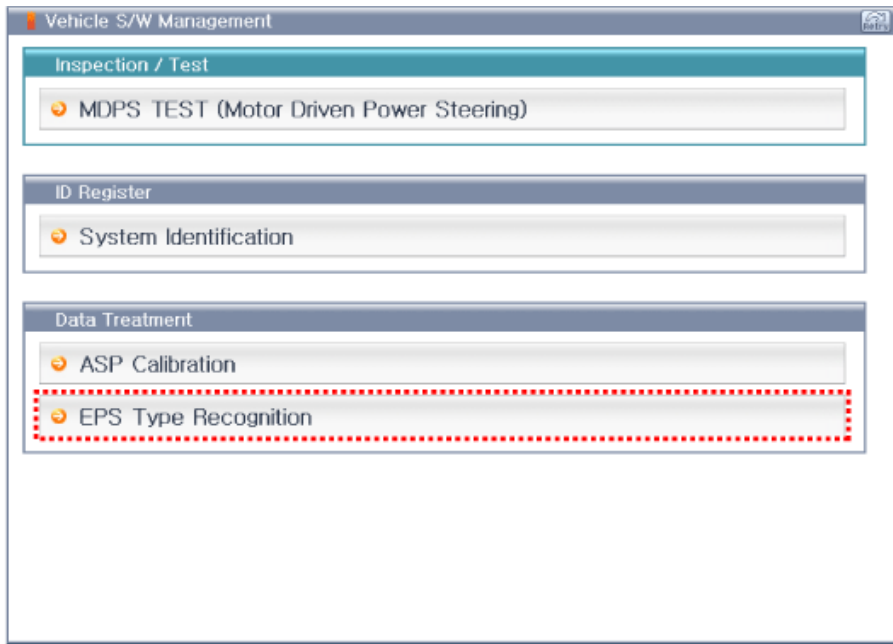 Vehicle S/W Management
Inspection / Test
MDPS TEST (Motor Driven Power Steering)
ID Register
System Identification
Data Treatment
ASP Calibration
EPS Type Recognition